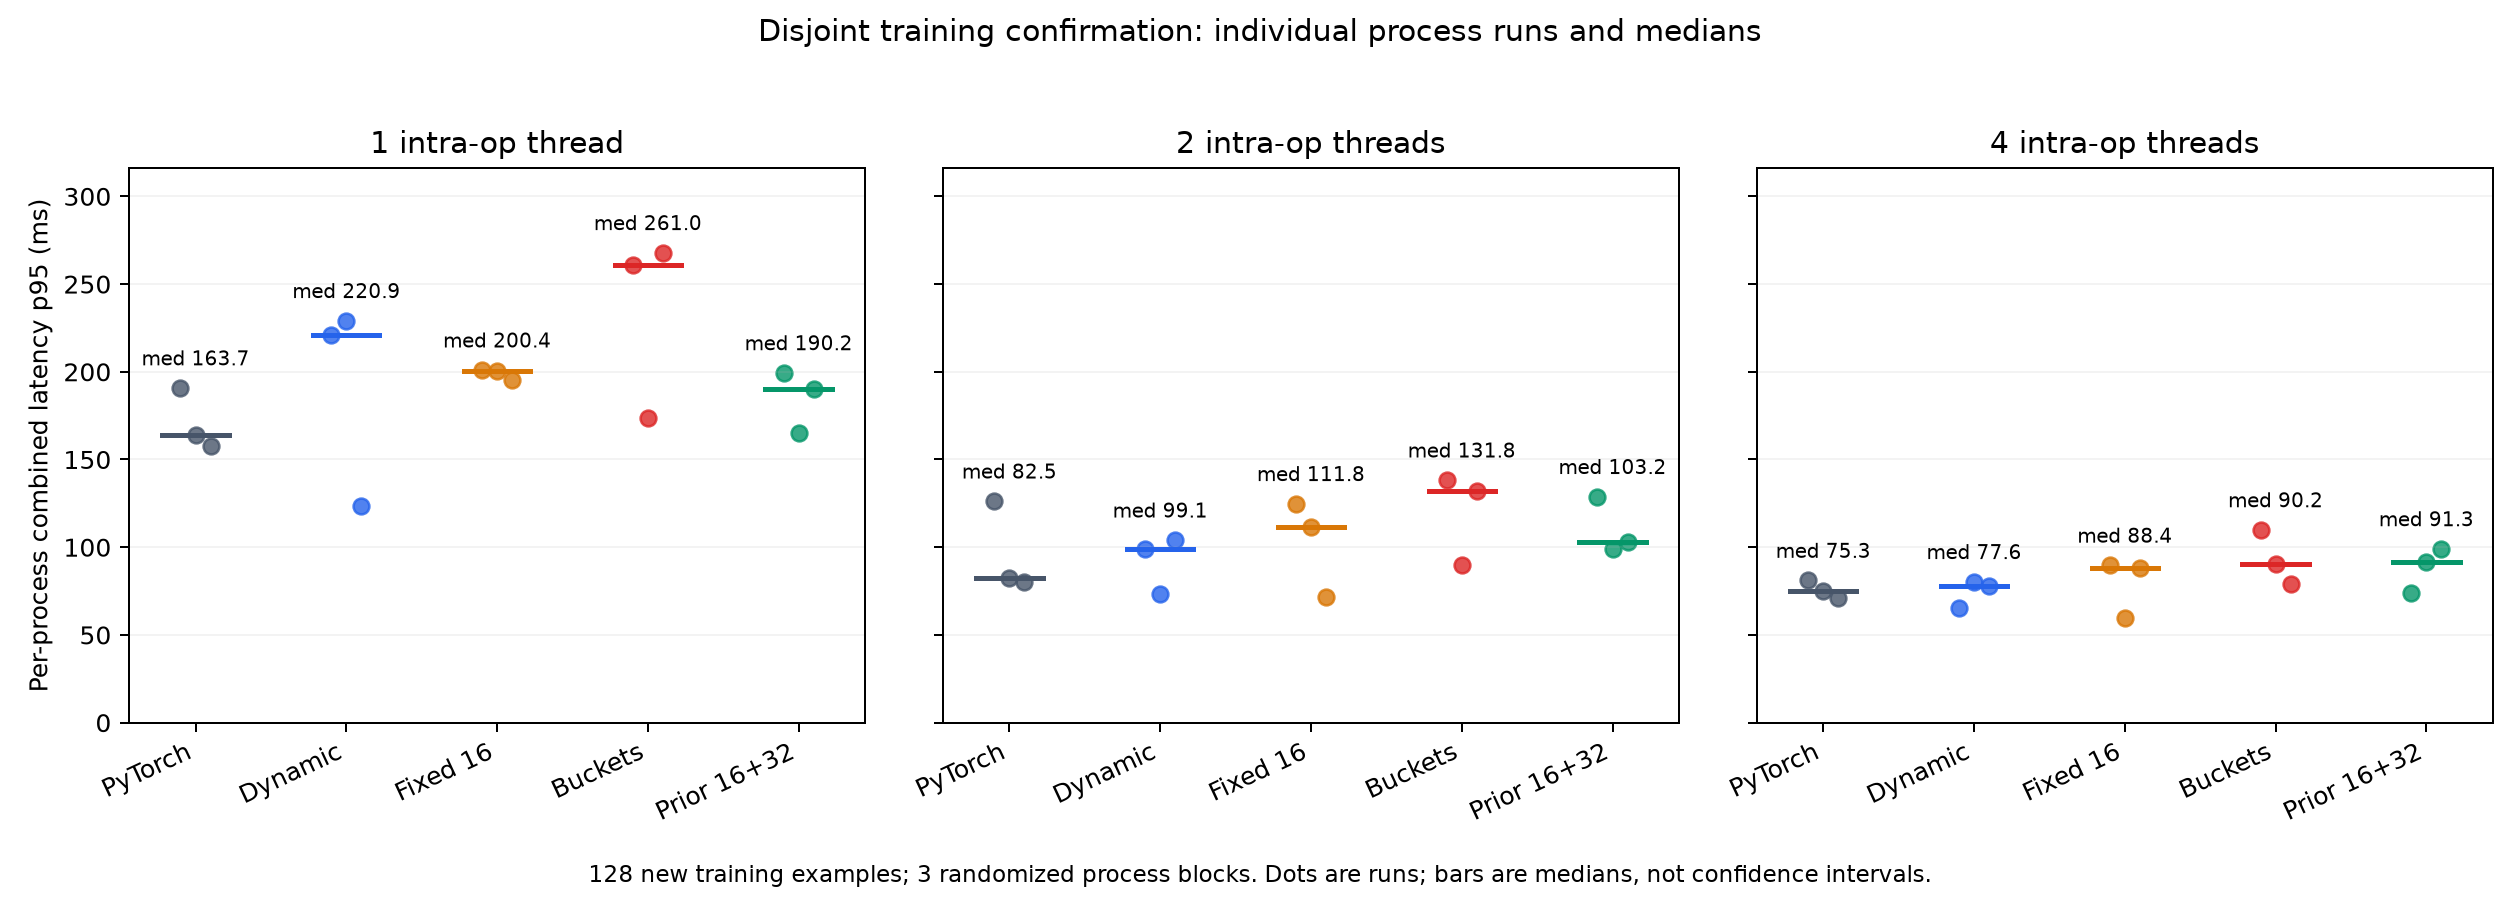 Disjoint training confirmation: individual process runs and medians
1 intra-op thread
2 intra-op threads
4 intra-op threads
Per-process combined latency p95 (ms)
300
250
200
150
100
50
0
med 163.7
med 220.9
med 200.4
med 261.0
med 190.2
med 82.5
med 99.1
med 111.8
med 131.8
med 103.2
med 75.3
med 77.6
med 88.4
med 90.2
med 91.3
PyTorch
Dynamic
Fixed 16
Buckets
Prior 16+32
PyTorch
Dynamic
Fixed 16
Buckets
Prior 16+32
PyTorch
Dynamic
Fixed 16
Buckets
Prior 16+32
128 new training examples; 3 randomized process blocks. Dots are runs; bars are medians, not confidence intervals.